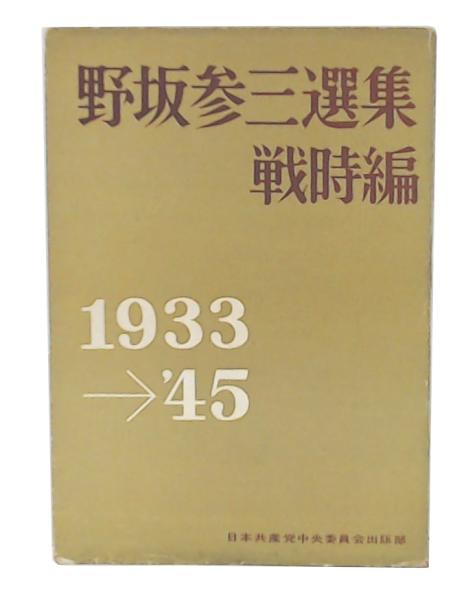 野坂参三選集
戦時編
1933
→'45
日本共産党中央委員会出版部